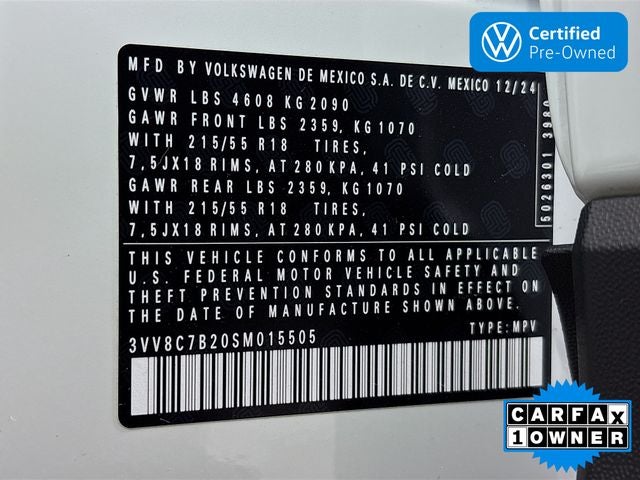 Certified
Pre-Owned
MFD BY VOLKSWAGEN DE MEXICO S.A. DE C.V. MEXICO 12/24
GVWR LBS 4608 KG 2090
GAWR FRONT LBS 2359, KG 1070
WITH 215/55 R18 TIRES,
7,5JX18 RIMS, AT 280 KPA, 41 PSI COLD
GAWR REAR LBS 2359, KG 1070
WITH 215/55 R18 TIRES,
7,5JX18 RIMS, AT 280 KPA, 41 PSI COLD
5026301 3980
THIS VEHICLE CONFORMS TO ALL APPLICABLE
U.S. FEDERAL MOTOR VEHICLE SAFETY AND
THEFT PREVENTION STANDARDS IN EFFECT ON
THE DATE OF MANUFACTURE SHOWN ABOVE.
3VV8C7B20SM015505 TYPE: MPV
CARFAX
1 OWNER